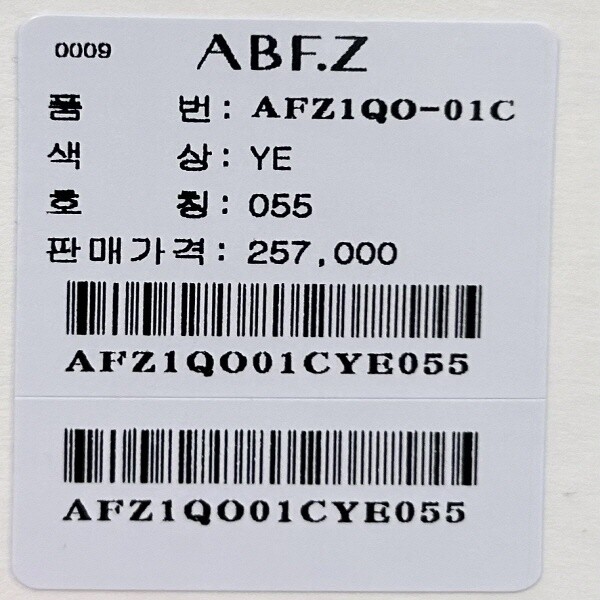 0009 ABF.Z
품 번: AFZ1QO-01C
색 상: YE
호 칭: 055
판매가격: 257,000
AFZ1QO01CYE055
AFZ1QO01CYE055